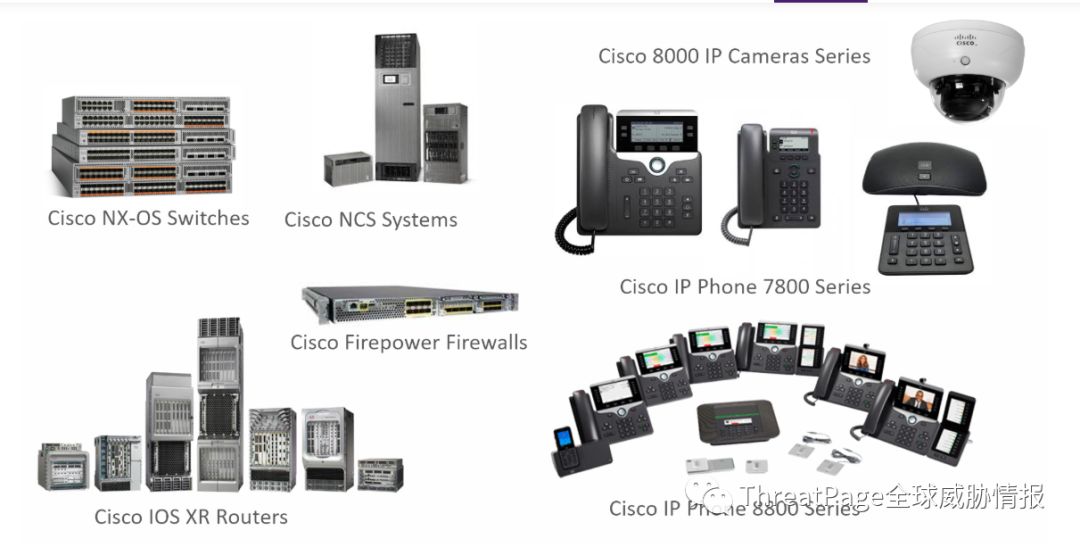 Cisco 8000 IP Cameras Series
CISCO
Cisco NX-OS Switches
Cisco NCS Systems
Cisco IP Phone 7800 Series
Cisco Firepower Firewalls
Cisco IOS XR Routers
Cisco IP Phone 8800 Series
ThreatPage全球威胁情报